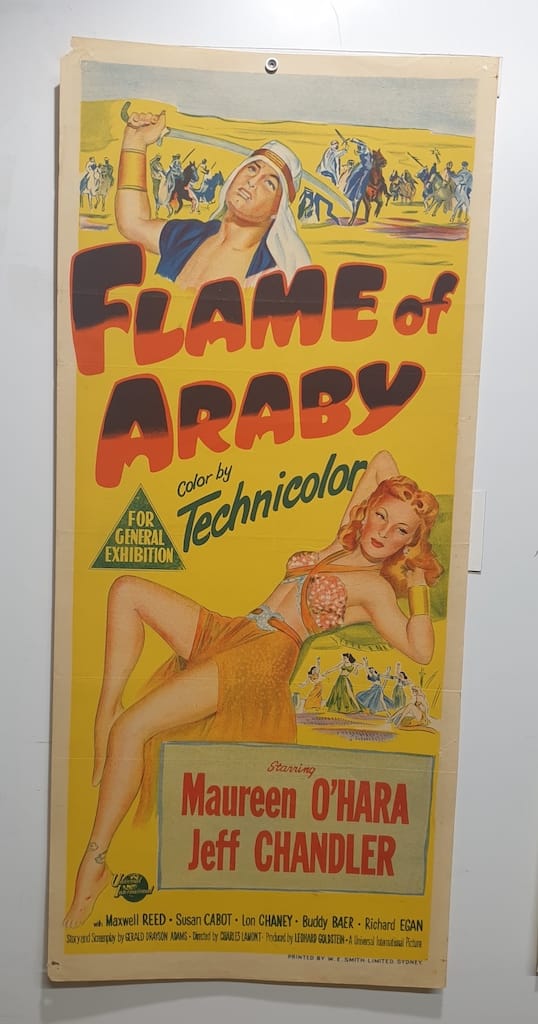 FLAME OF
ARABY
Color by
Technicolor
FOR
GENERAL
EXHIBITION
Starring
Maureen O'HARA
Jeff CHANDLER
Universal
International
with Maxwell REED • Susan CABOT • Lon CHANEY • Buddy BAER • Richard EGAN
Story and Screenplay by GERALD DRAYSON ADAMS • Directed by CHARLES LAMONT • Produced by LEONARD GOLDSTEIN • A Universal International Picture
PRINTED BY W. E. SMITH LIMITED SYDNEY